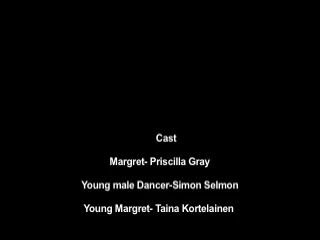 Cast
Margret- Priscilla Gray
Young male Dancer-Simon Selmon
Young Margret- Taina Kortelainen